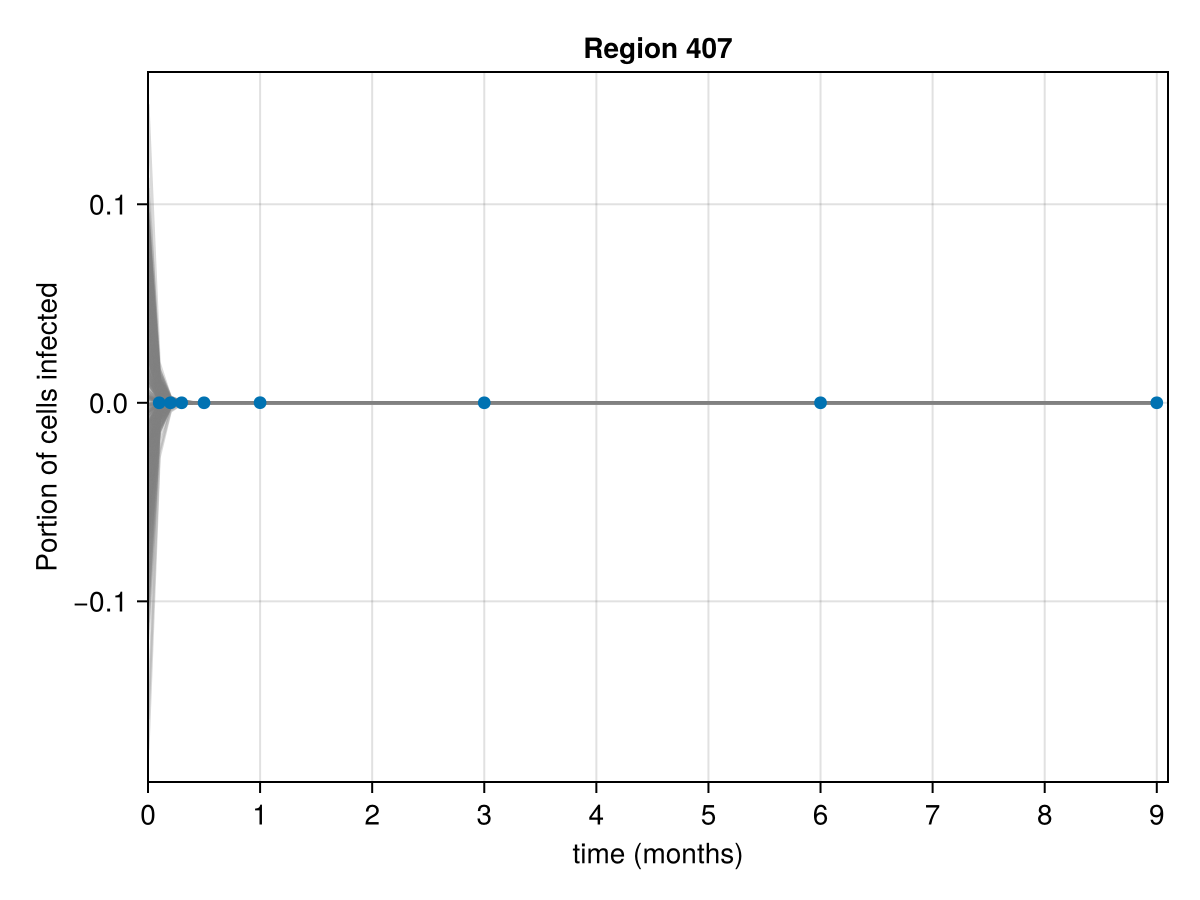 Region 407
Portion of cells infected
0.1
0.0
−0.1
0 1 2 3 4 5 6 7 8 9
time (months)